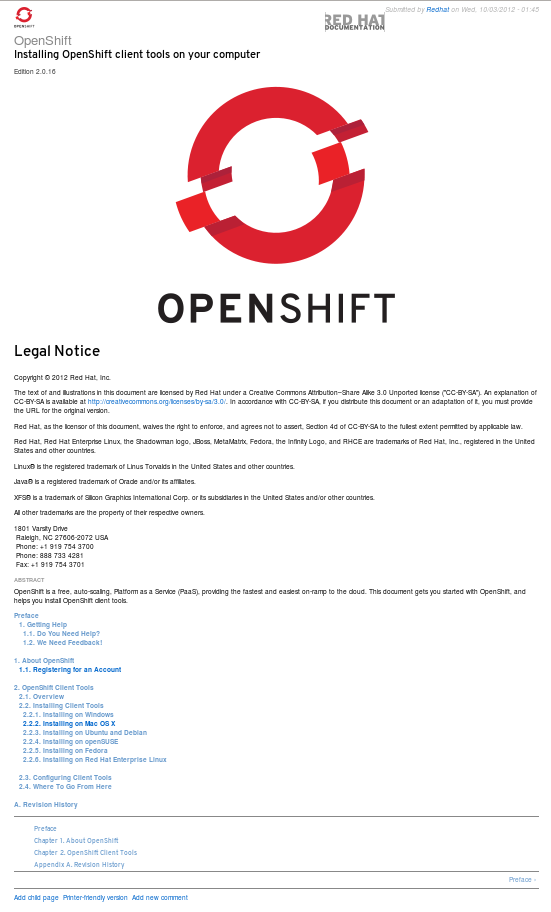 Submitted by Redhat on Wed, 10/03/2012 - 01:45
OPENSHIFT
RED HAT
DOCUMENTATION
OpenShift
Installing OpenShift client tools on your computer
Edition 2.0.16
OPENSHIFT
Legal Notice
Copyright © 2012 Red Hat, Inc.
The text of and illustrations in this document are licensed by Red Hat under a Creative Commons Attribution–Share Alike 3.0 Unported license ("CC-BY-SA"). An explanation of
CC-BY-SA is available at http://creativecommons.org/licenses/by-sa/3.0/. In accordance with CC-BY-SA, if you distribute this document or an adaptation of it, you must provide
the URL for the original version.
Red Hat, as the licensor of this document, waives the right to enforce, and agrees not to assert, Section 4d of CC-BY-SA to the fullest extent permitted by applicable law.
Red Hat, Red Hat Enterprise Linux, the Shadowman logo, JBoss, MetaMatrix, Fedora, the Infinity Logo, and RHCE are trademarks of Red Hat, Inc., registered in the United
States and other countries.
Linux® is the registered trademark of Linus Torvalds in the United States and other countries.
Java® is a registered trademark of Oracle and/or its affiliates.
XFS® is a trademark of Silicon Graphics International Corp. or its subsidiaries in the United States and/or other countries.
All other trademarks are the property of their respective owners.
1801 Varsity Drive
Raleigh, NC 27606-2072 USA
Phone: +1 919 754 3700
Phone: 888 733 4281
Fax: +1 919 754 3701
ABSTRACT
OpenShift is a free, auto-scaling, Platform as a Service (PaaS), providing the fastest and easiest on-ramp to the cloud. This document gets you started with OpenShift, and
helps you install OpenShift client tools.
Preface
1. Getting Help
1.1. Do You Need Help?
1.2. We Need Feedback!
1. About OpenShift
1.1. Registering for an Account
2. OpenShift Client Tools
2.1. Overview
2.2. Installing Client Tools
2.2.1. Installing on Windows
2.2.2. Installing on Mac OS X
2.2.3. Installing on Ubuntu and Debian
2.2.4. Installing on openSUSE
2.2.5. Installing on Fedora
2.2.6. Installing on Red Hat Enterprise Linux
2.3. Configuring Client Tools
2.4. Where To Go From Here
A. Revision History
Preface
Chapter 1. About OpenShift
Chapter 2. OpenShift Client Tools
Appendix A. Revision History
Preface ›
Add child page Printer-friendly version Add new comment